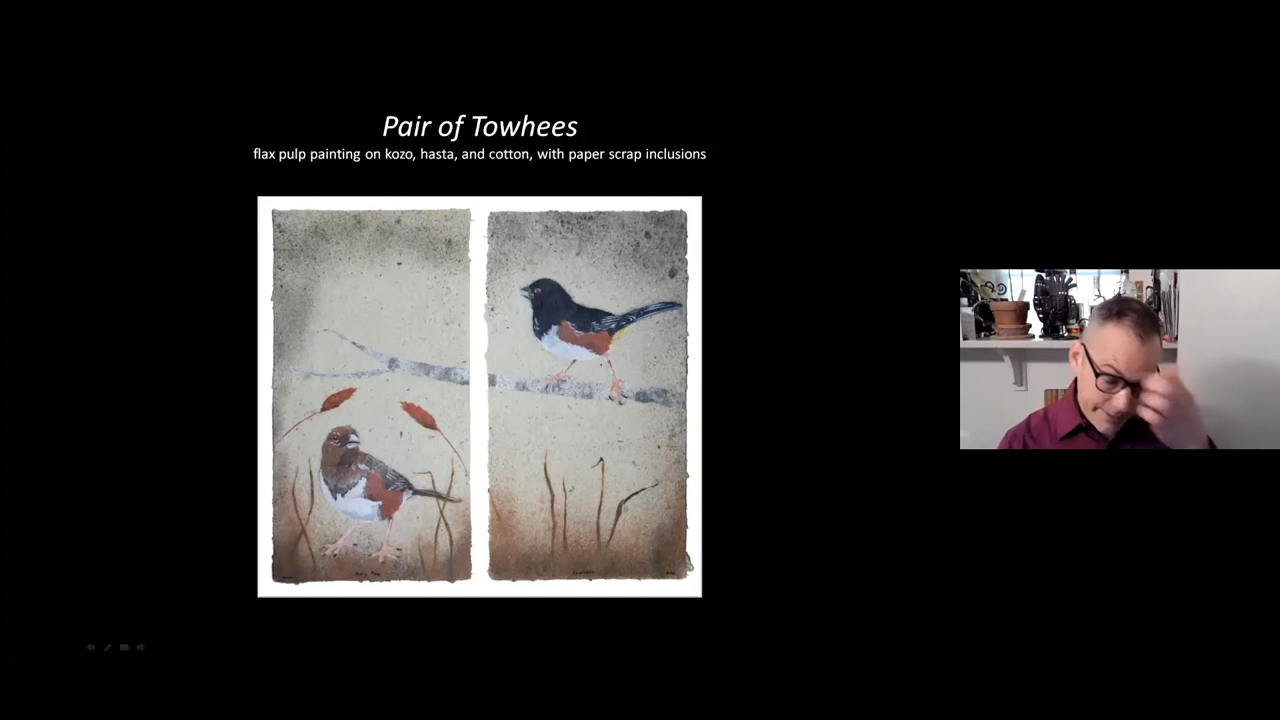 Pair of Towhees
flax pulp painting on kozo, hasta, and cotton, with paper scrap inclusions